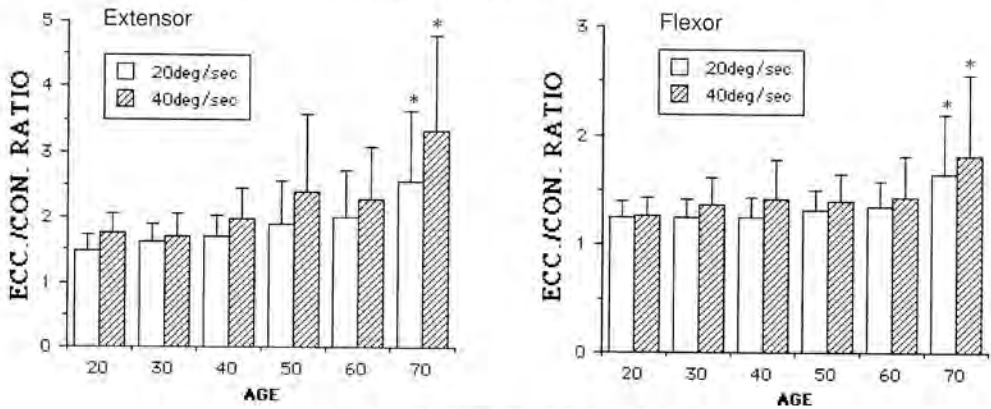 Extensor
20deg/sec
40deg/sec
ECC./CON. RATIO
5
4
3
2
1
0
* *
20 30 40 50 60 70
AGE
Flexor
20deg/sec
40deg/sec
ECC./CON. RATIO
3
2
1
0
* *
20 30 40 50 60 70
AGE